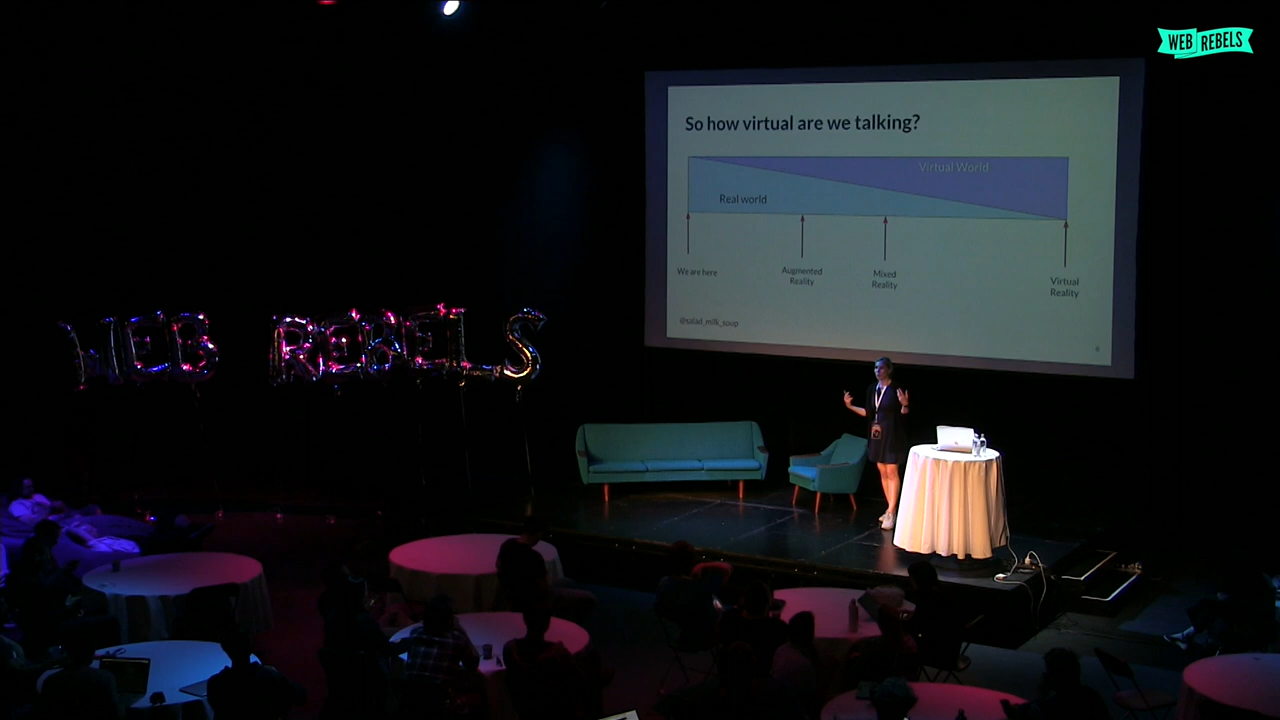 WEB REBELS
So how virtual are we talking?
Virtual World
Real world
We are here
Augmented
Reality
Mixed
Reality
Virtual
Reality
@salad_milk_soup
WEB REBELS